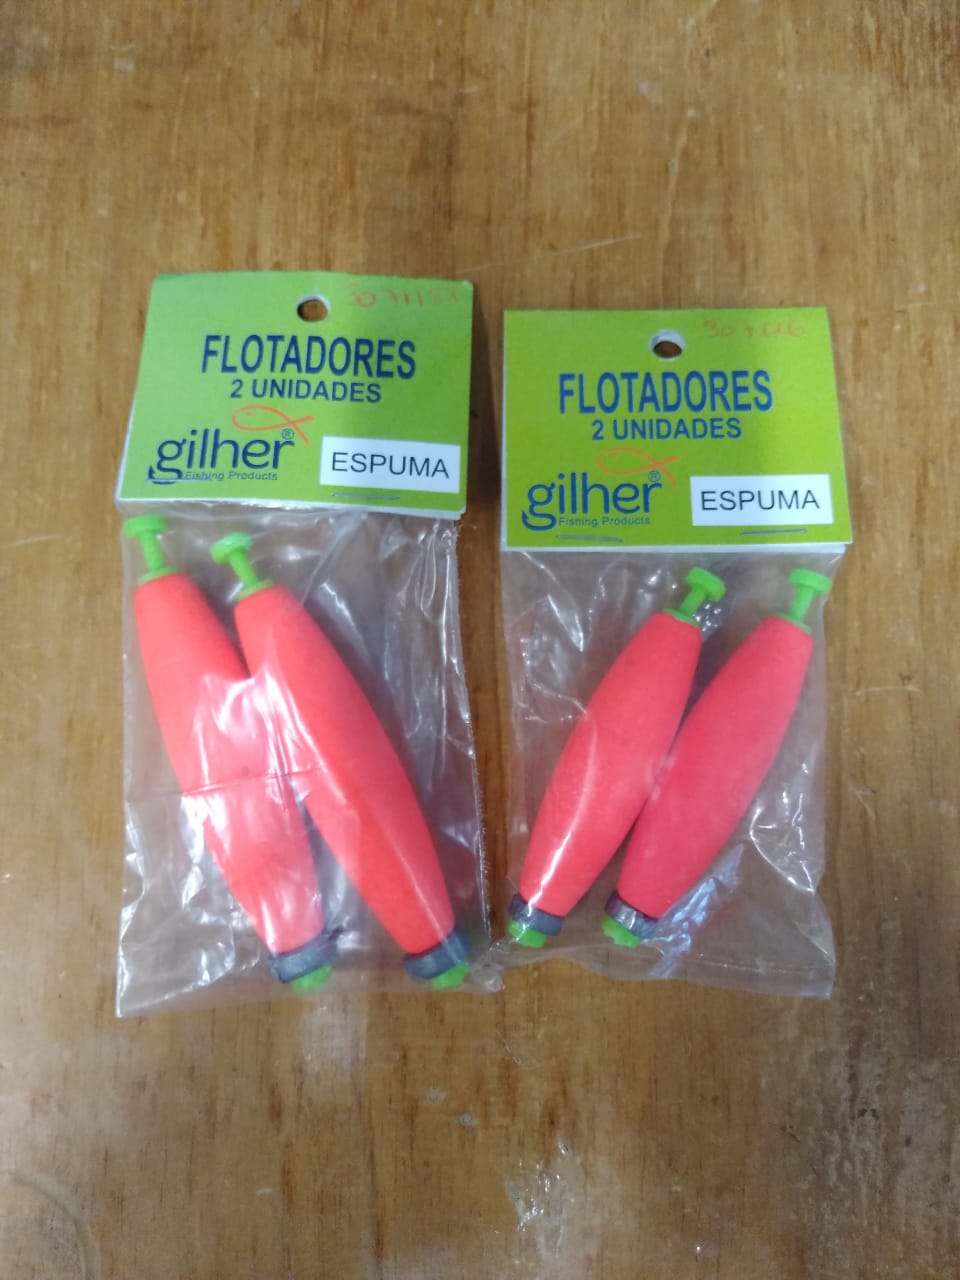 FLOTADORES
2 UNIDADES
gilher®
Fishing Products
ESPUMA
FLOTADORES
2 UNIDADES
gilher®
Fishing Products
ESPUMA